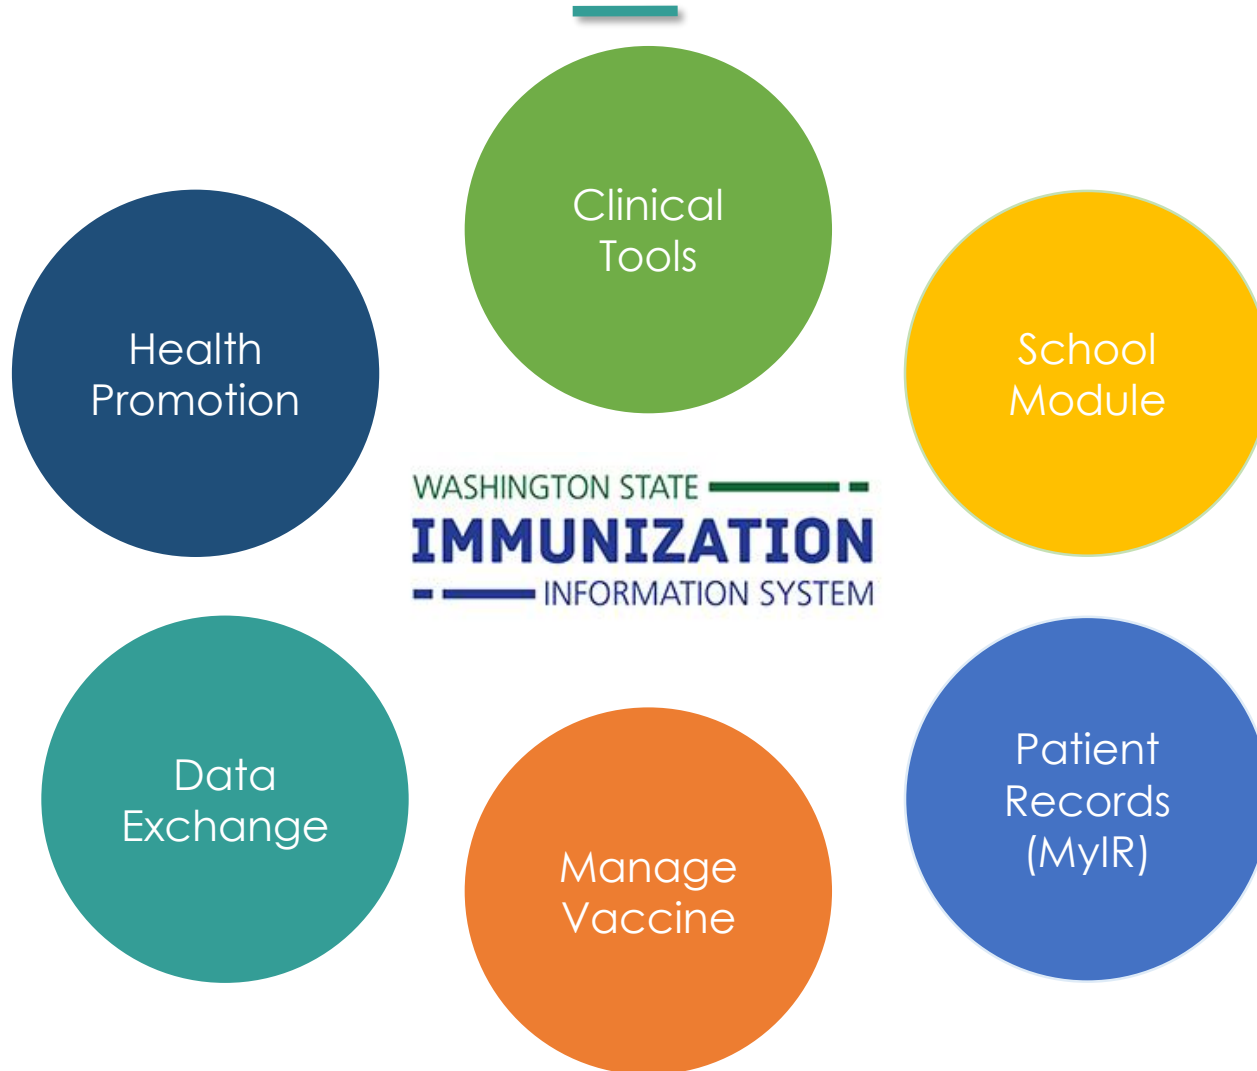 Clinical
Tools
Health
Promotion
School
Module
WASHINGTON STATE
IMMUNIZATION
INFORMATION SYSTEM
Data
Exchange
Manage
Vaccine
Patient
Records
(MyIR)